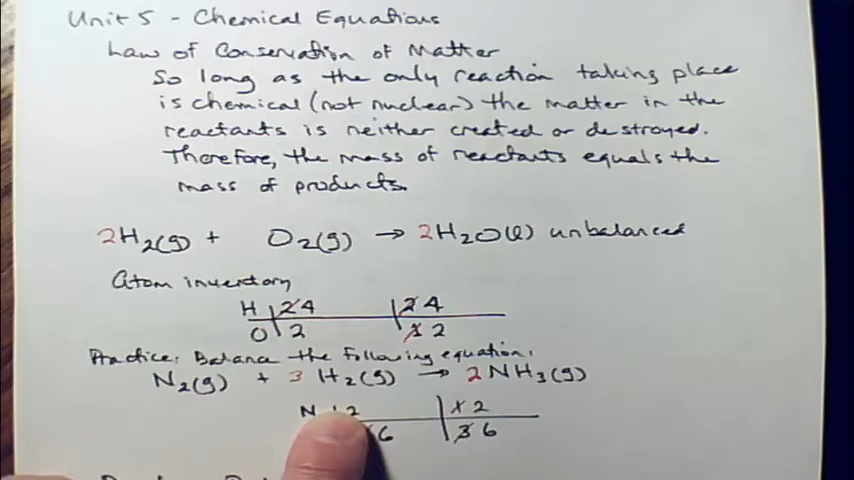 Unit 5 - Chemical Equations
Law of Conservation of Matter
So long as the only reaction taking place
is chemical (not nuclear) the matter in the
reactants is neither created or destroyed.
Therefore, the mass of reactants equals the
mass of products.
2H2(g) + O2(g) → 2H2O(l) unbalanced
Atom inventory
H 2 4 2 4
O 2 1 2
Practice: Balance the following equation:
N2(g) + 3 H2(g) → 2NH3(g)
N 2 1 2
6 3 6